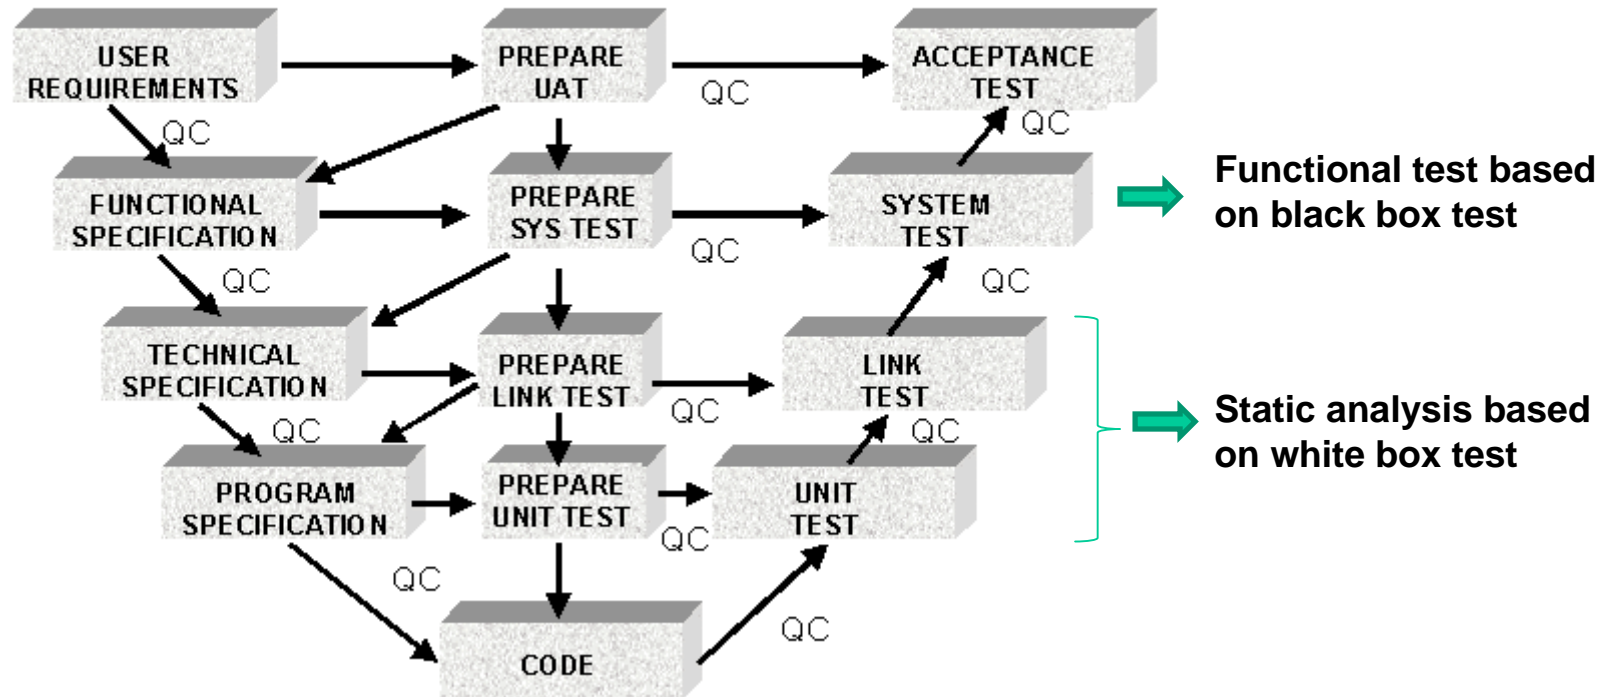 USER
REQUIREMENTS
PREPARE
UAT
QC
ACCEPTANCE
TEST
QC
QC
FUNCTIONAL
SPECIFICATION
PREPARE
SYS TEST
QC
SYSTEM
TEST
Functional test based
on black box test
QC
QC
TECHNICAL
SPECIFICATION
PREPARE
LINK TEST
QC
LINK
TEST
Static analysis based
on white box test
QC
QC
PROGRAM
SPECIFICATION
PREPARE
UNIT TEST
QC
UNIT
TEST
QC
CODE
QC